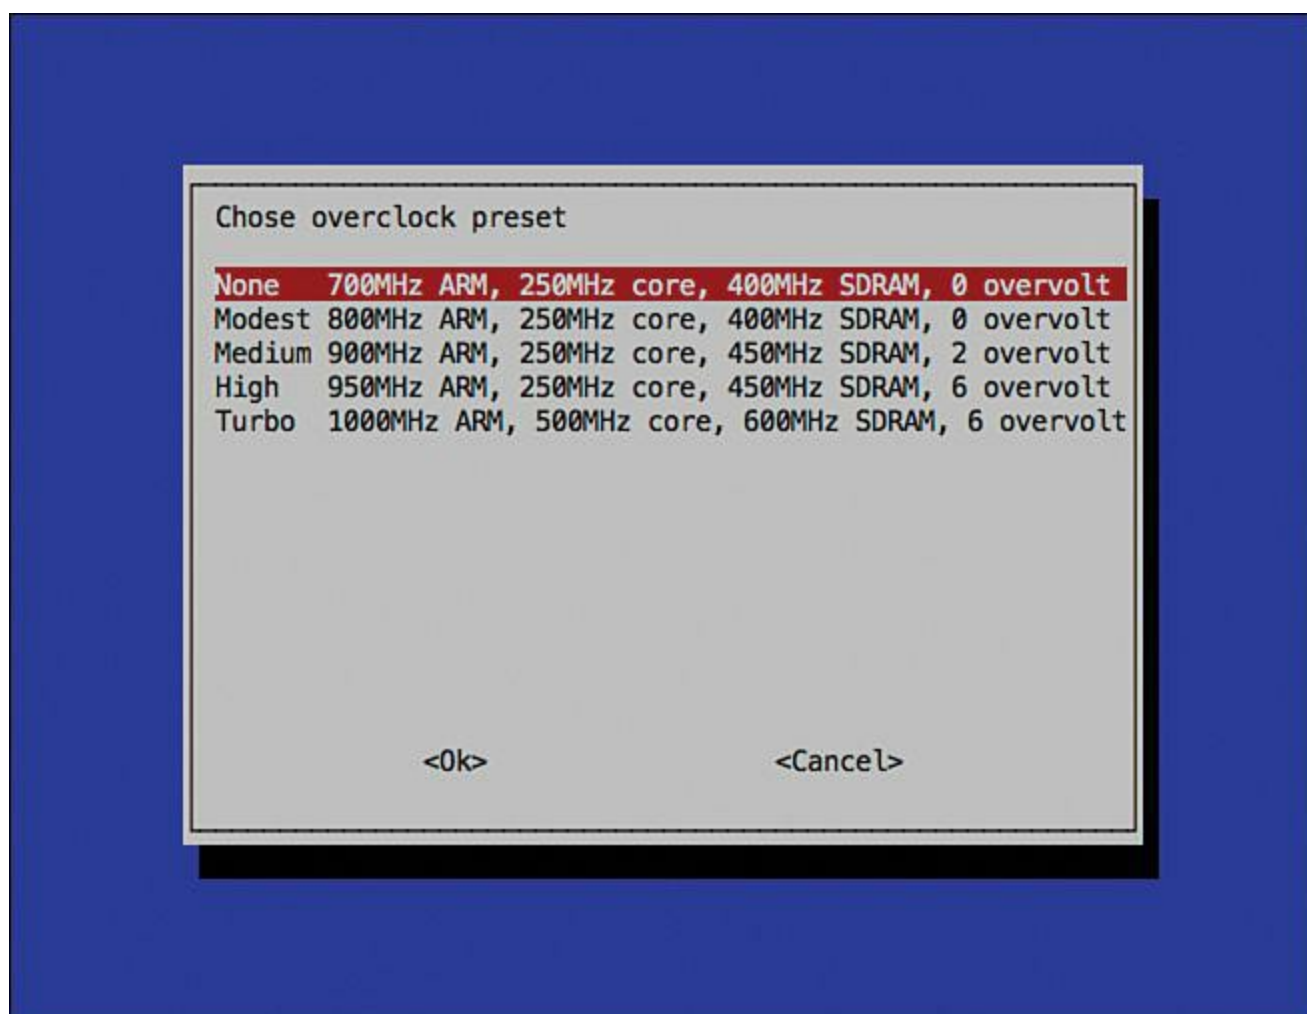 Chose overclock preset
None 700MHz ARM, 250MHz core, 400MHz SDRAM, 0 overvolt
Modest 800MHz ARM, 250MHz core, 400MHz SDRAM, 0 overvolt
Medium 900MHz ARM, 250MHz core, 450MHz SDRAM, 2 overvolt
High 950MHz ARM, 250MHz core, 450MHz SDRAM, 6 overvolt
Turbo 1000MHz ARM, 500MHz core, 600MHz SDRAM, 6 overvolt
<Ok> <Cancel>